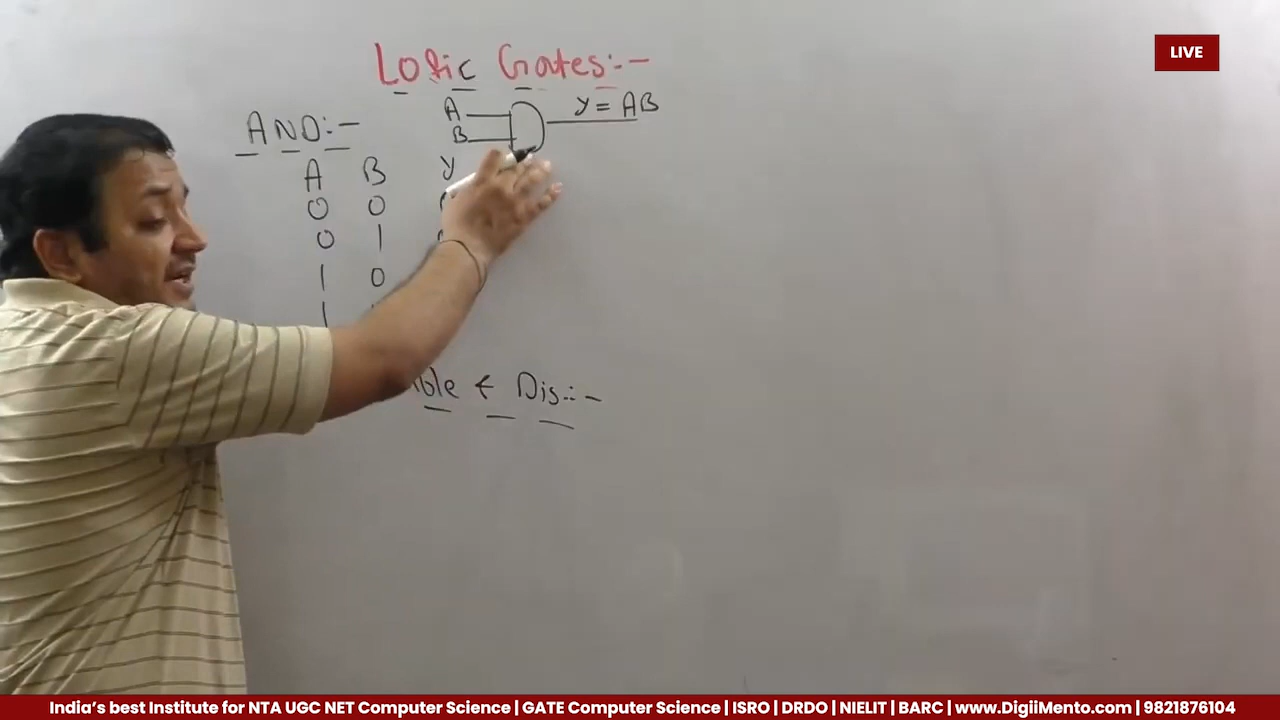 LIVE
Logic Gates:-
A
Y = AB
AND:-
B
A B Y
0 0
0 1
1 0
1
Dis:-
India's best Institute for NTA UGC NET Computer Science | GATE Computer Science | ISRO | DRDO | NIELIT | BARC | www.DigiiMento.com | 9821876104